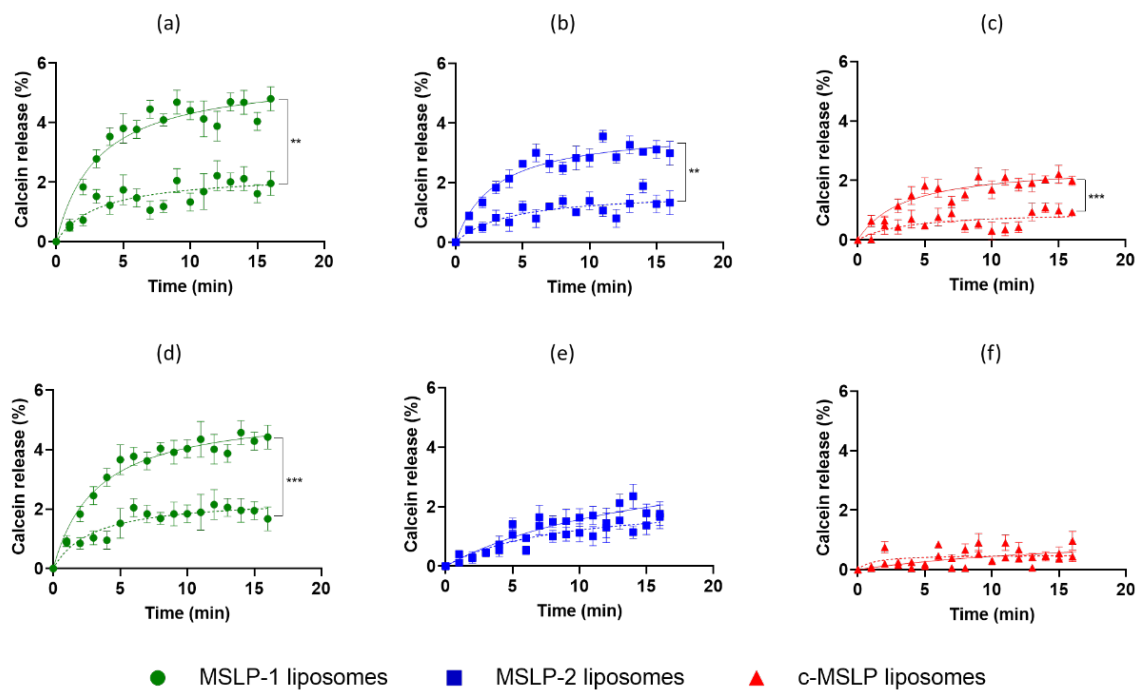 (a)
(b)
(c)
Calcein release (%)
6
4
2
0
0 5 10 15 20
Time (min)
**
Calcein release (%)
6
4
2
0
0 5 10 15 20
Time (min)
**
Calcein release (%)
6
4
2
0
0 5 10 15 20
Time (min)
***
(d)
(e)
(f)
Calcein release (%)
6
4
2
0
0 5 10 15 20
Time (min)
***
Calcein release (%)
6
4
2
0
0 5 10 15 20
Time (min)
Calcein release (%)
6
4
2
0
0 5 10 15 20
Time (min)
MSLP-1 liposomes
MSLP-2 liposomes
c-MSLP liposomes